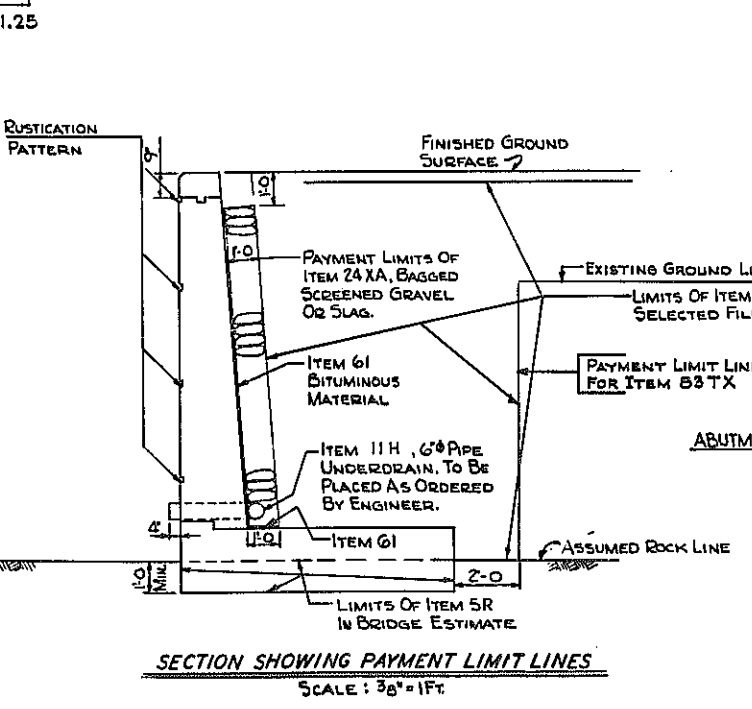 1.25
RUSTICATION
PATTERN
9"
FINISHED GROUND
SURFACE
1'-0
1'-0
PAYMENT LIMITS OF
ITEM 24 XA, BAGGED
SCREENED GRAVEL
OR SLAG.
EXISTING GROUND LI
LIMITS OF ITEM
SELECTED FIL
PAYMENT LIMIT LINE
FOR ITEM 83 TX
ITEM 61
BITUMINOUS
MATERIAL
ABUTM
ITEM 11 H , 6"Φ PIPE
UNDERDRAIN, TO BE
PLACED AS ORDERED
BY ENGINEER.
4"
1'-0
ITEM 61
ASSUMED ROCK LINE
1'-0
MIN.
2'-0
LIMITS OF ITEM 5R
IN BRIDGE ESTIMATE
SECTION SHOWING PAYMENT LIMIT LINES
SCALE : 3/8" = 1FT.